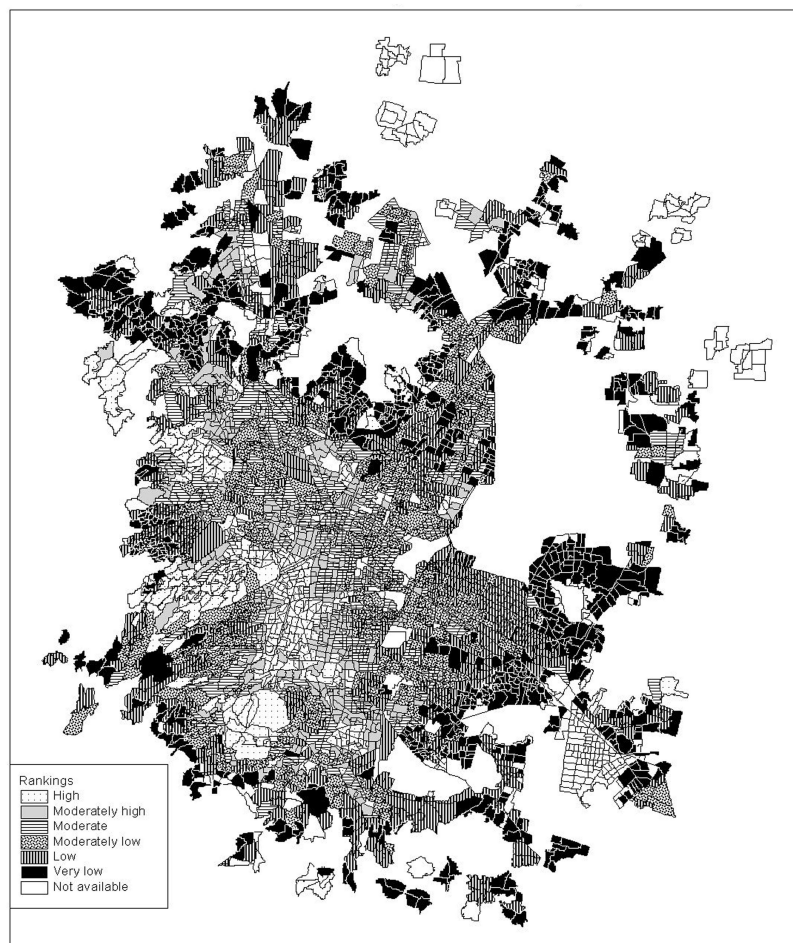 Rankings
High
Moderately high
Moderate
Moderately low
Low
Very low
Not available